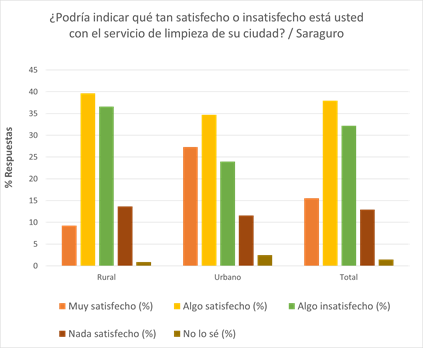 ¿Podría indicar qué tan satisfecho o insatisfecho está usted
con el servicio de limpieza de su ciudad? / Saraguro
45
40
35
30
25
20
15
10
5
0
% Respuestas
Rural Urbano Total
Muy satisfecho (%) Algo satisfecho (%) Algo insatisfecho (%)
Nada satisfecho (%) No lo sé (%)